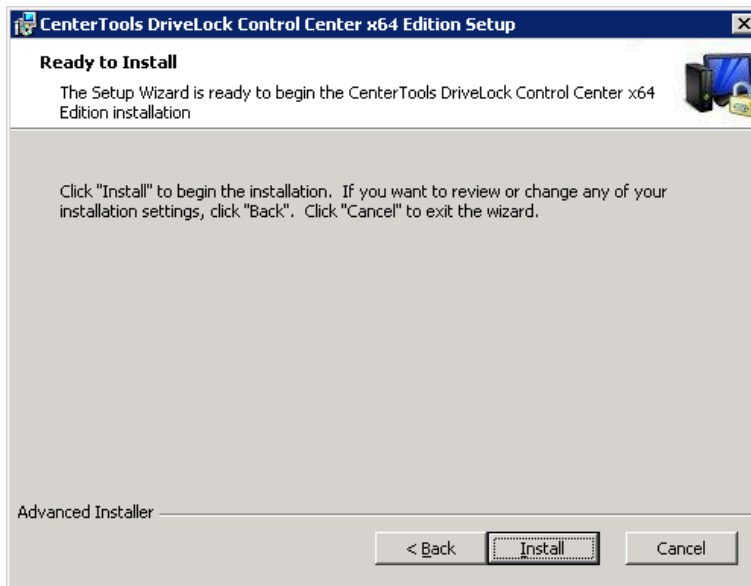 CenterTools DriveLock Control Center x64 Edition Setup
Ready to Install
The Setup Wizard is ready to begin the CenterTools DriveLock Control Center x64
Edition installation
Click "Install" to begin the installation.  If you want to review or change any of your
installation settings, click "Back".  Click "Cancel" to exit the wizard.
Advanced Installer
< Back
Install
Cancel